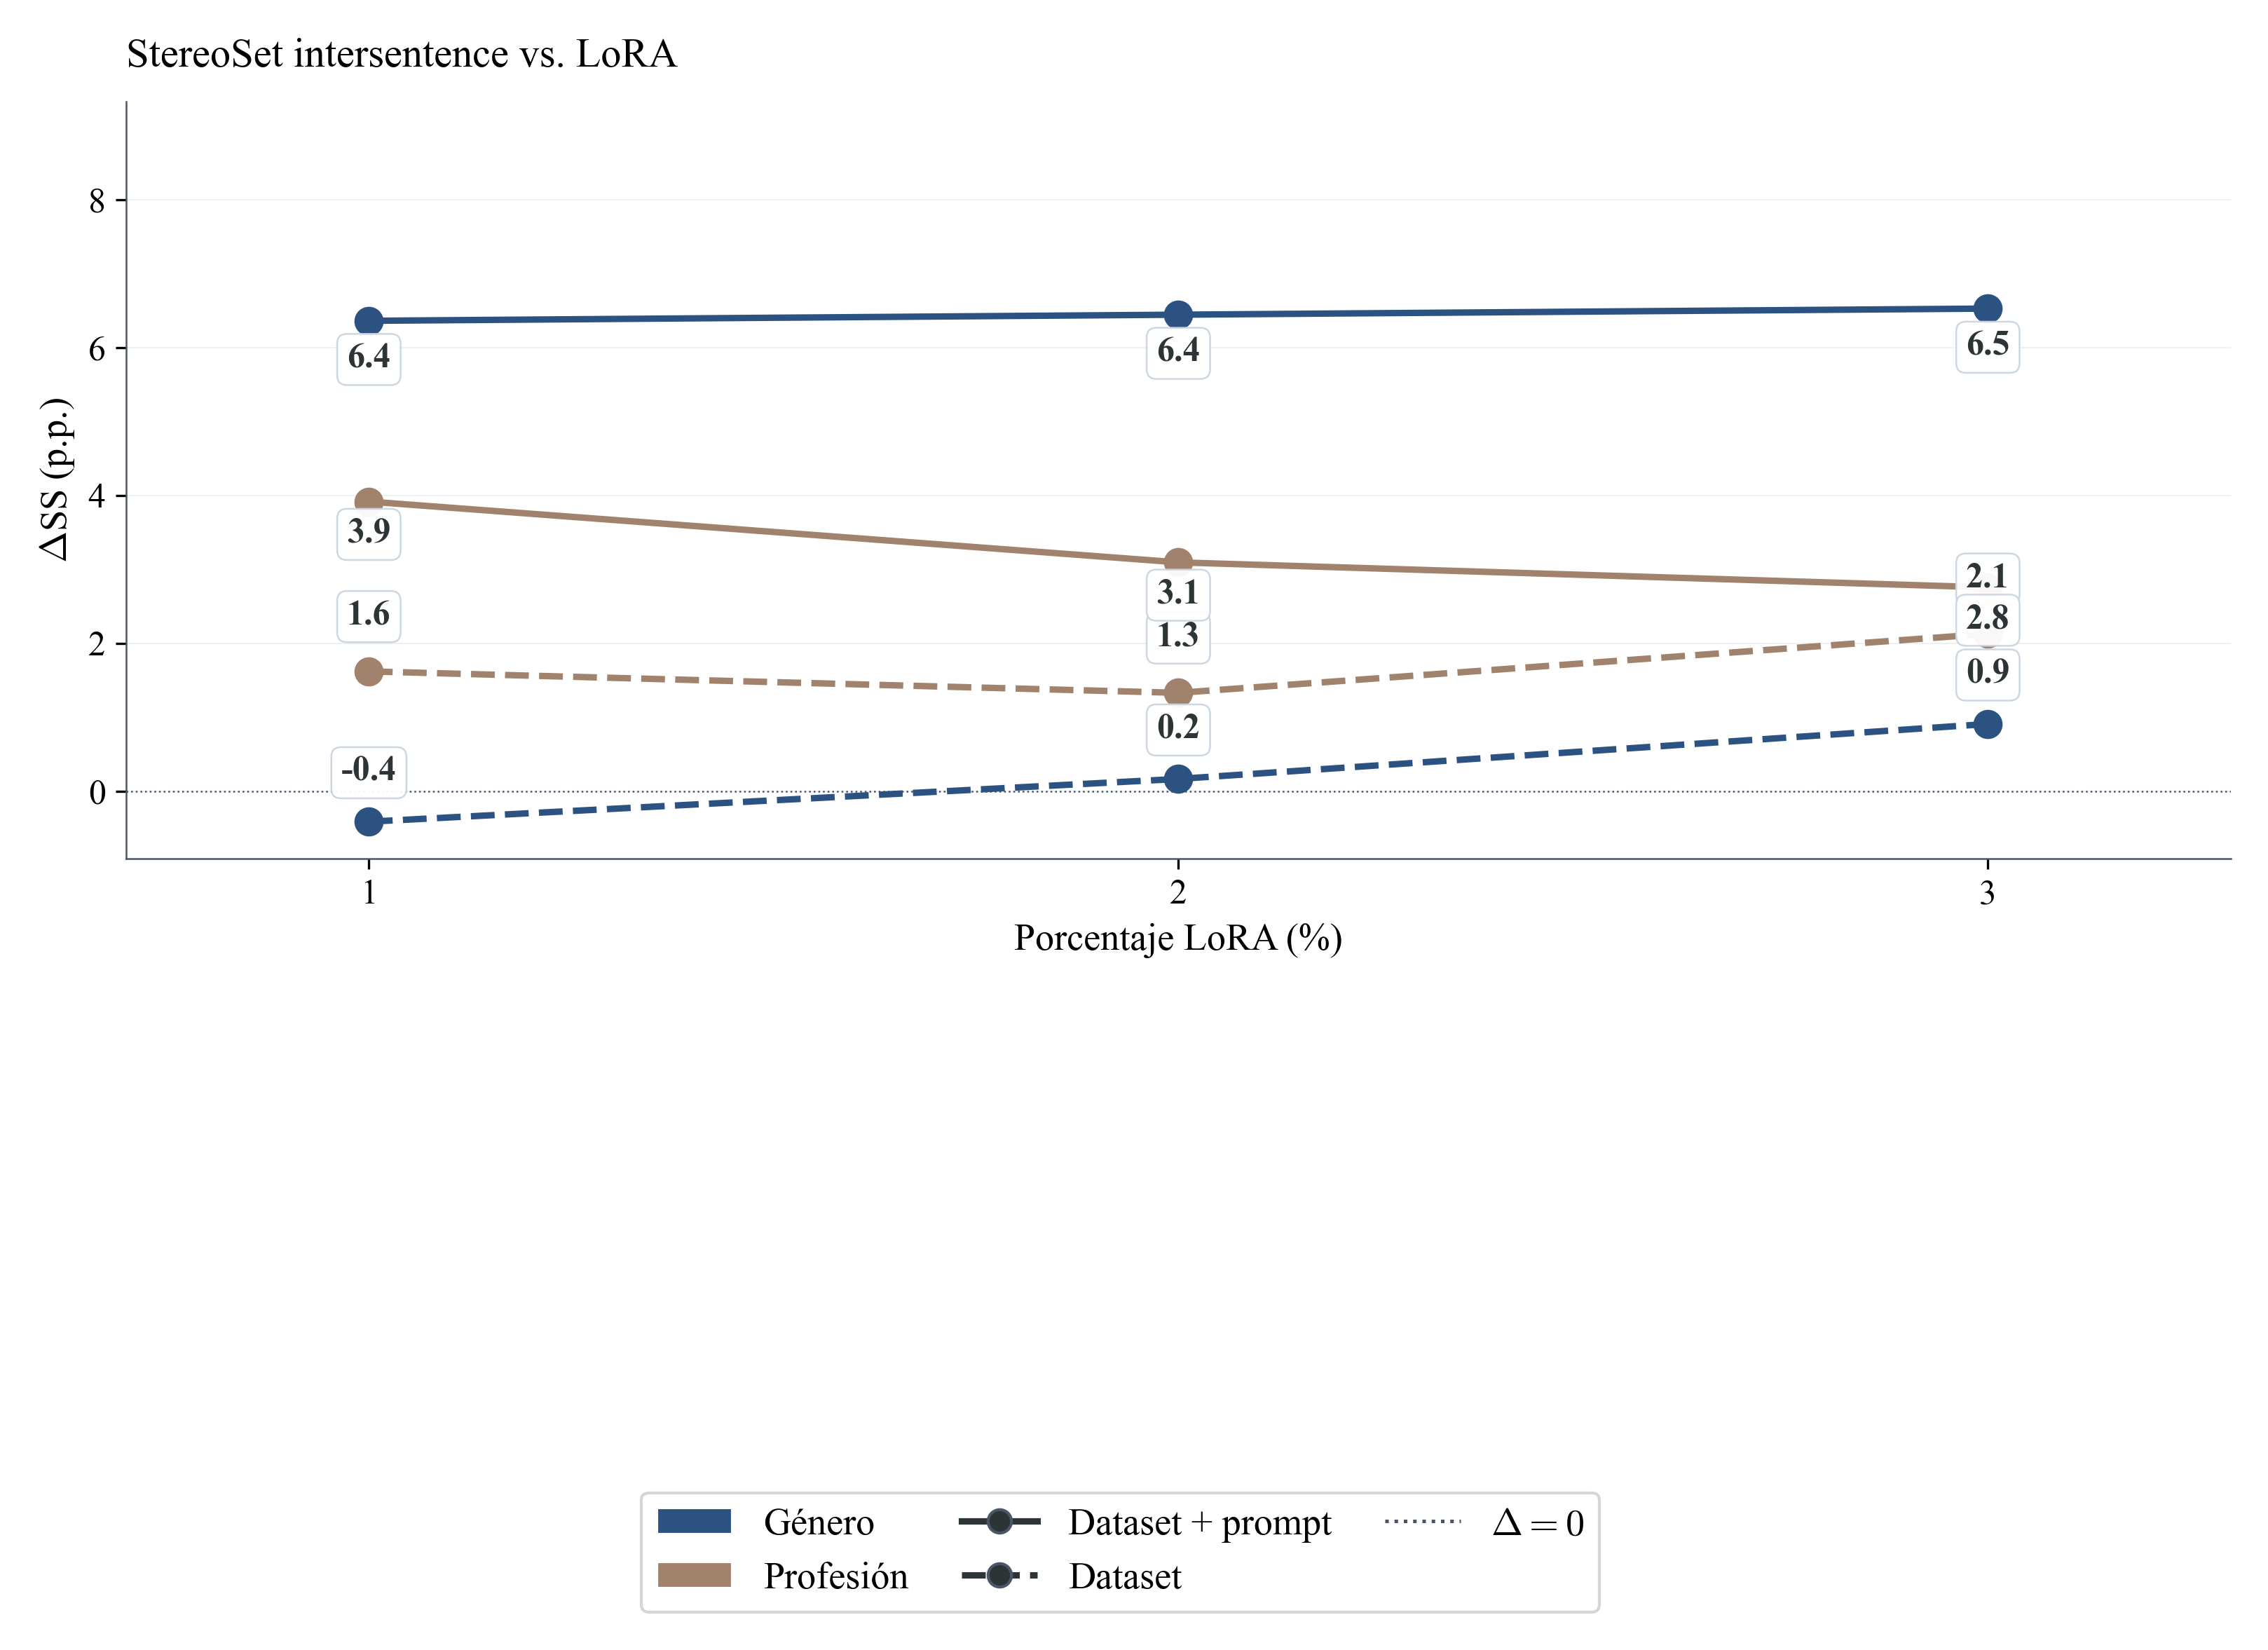 StereoSet intersentence vs. LoRA
8
6
4
2
0
ΔSS (p.p.)
6.4
6.4
6.5
3.9
3.1
2.1
2.8
1.6
1.3
0.9
0.2
-0.4
1
2
3
Porcentaje LoRA (%)
Género
Profesión
Dataset + prompt
Dataset
Δ = 0